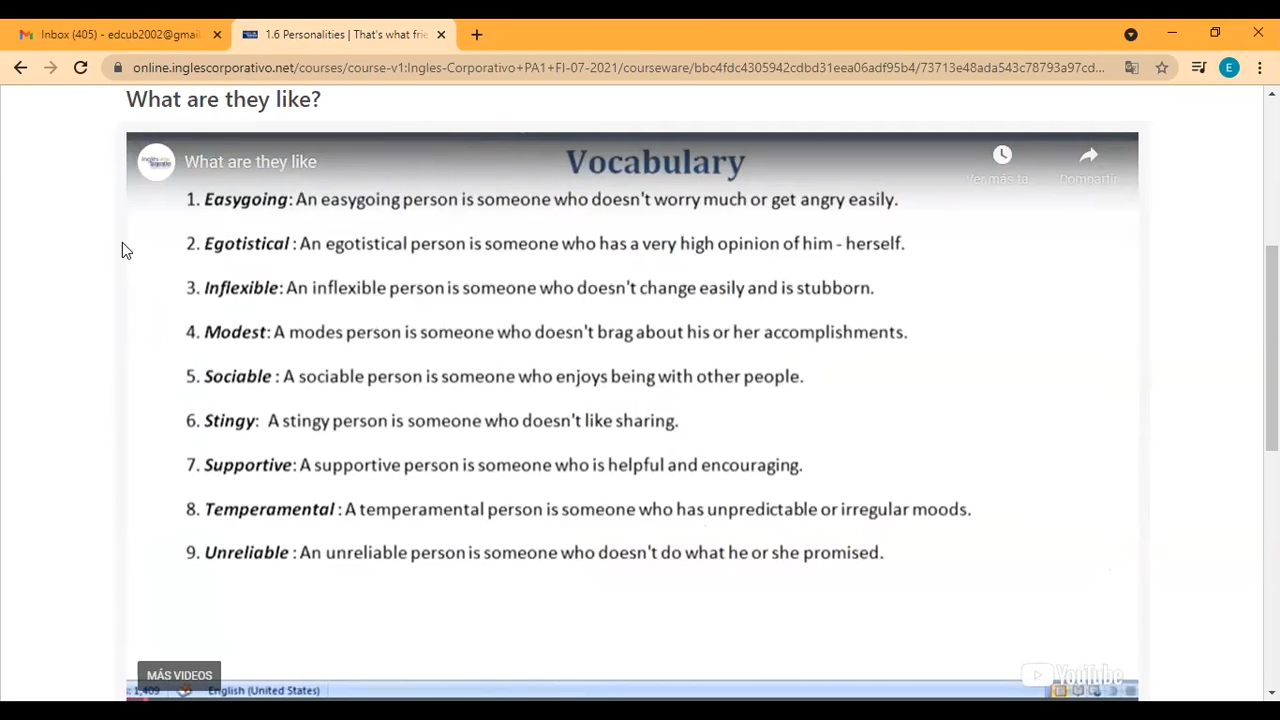 Inbox (405) - edcub2002@gmai
1.6 Personalities | That's what frie
online.inglescorporativo.net/courses/course-v1:Ingles-Corporativo+PA1+FI-07-2021/courseware/bbc4fdc4305942cdbd31eea06adf95b4/73713e48ada543c78793a97cd...
E
What are they like?
What are they like
Vocabulary
Ver más ta
Compartir
1. Easygoing: An easygoing person is someone who doesn't worry much or get angry easily.
2. Egotistical : An egotistical person is someone who has a very high opinion of him - herself.
3. Inflexible: An inflexible person is someone who doesn't change easily and is stubborn.
4. Modest: A modes person is someone who doesn't brag about his or her accomplishments.
5. Sociable : A sociable person is someone who enjoys being with other people.
6. Stingy: A stingy person is someone who doesn't like sharing.
7. Supportive: A supportive person is someone who is helpful and encouraging.
8. Temperamental : A temperamental person is someone who has unpredictable or irregular moods.
9. Unreliable : An unreliable person is someone who doesn't do what he or she promised.
MÁS VIDEOS
YouTube
: 1,409
English (United States)